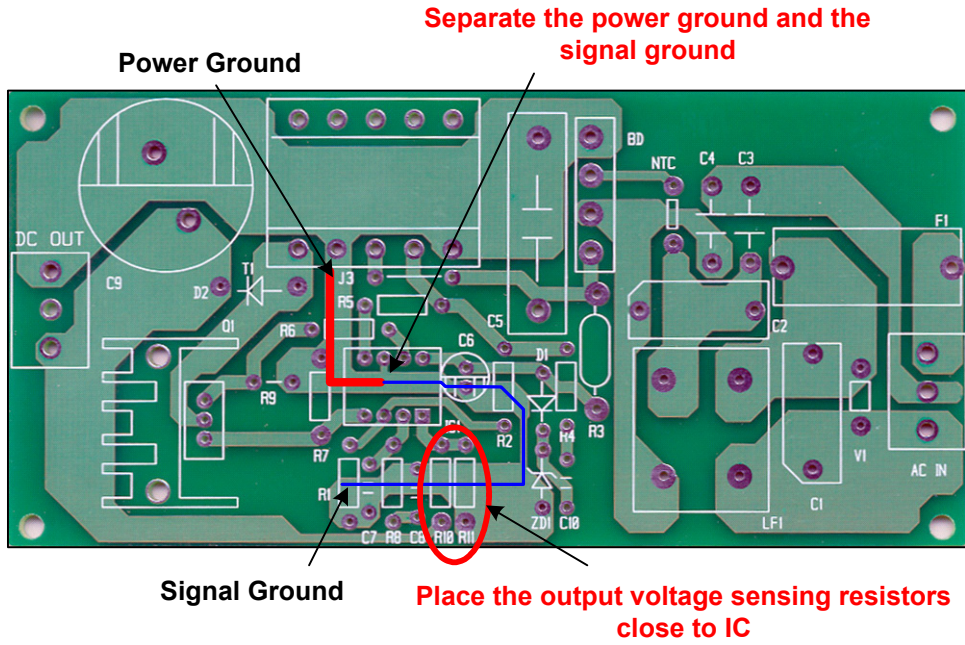 Separate the power ground and the
signal ground
Power Ground
BD
NTC
C4
C3
F1
DC OUT
C9
T1
D2
J3
R5
Q1
R6
C5
C6
D1
C2
R9
IC1
R7
R2
R4
R3
V1
AC IN
R1
C1
C7
R8
C8
R10
R11
ZD1
C10
LF1
Signal Ground
Place the output voltage sensing resistors
close to IC